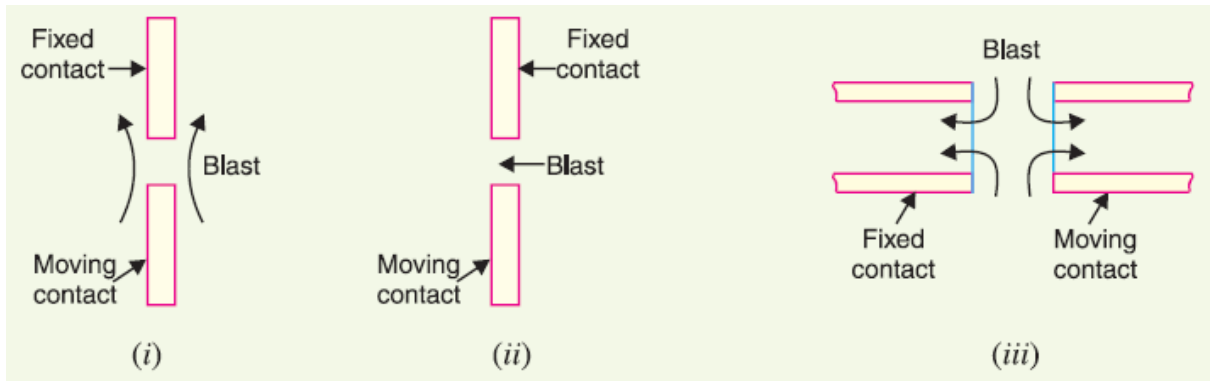 Fixed
contact
Blast
Moving
contact
(i)
Fixed
contact
Blast
Moving
contact
(ii)
Blast
Fixed
contact
Moving
contact
(iii)